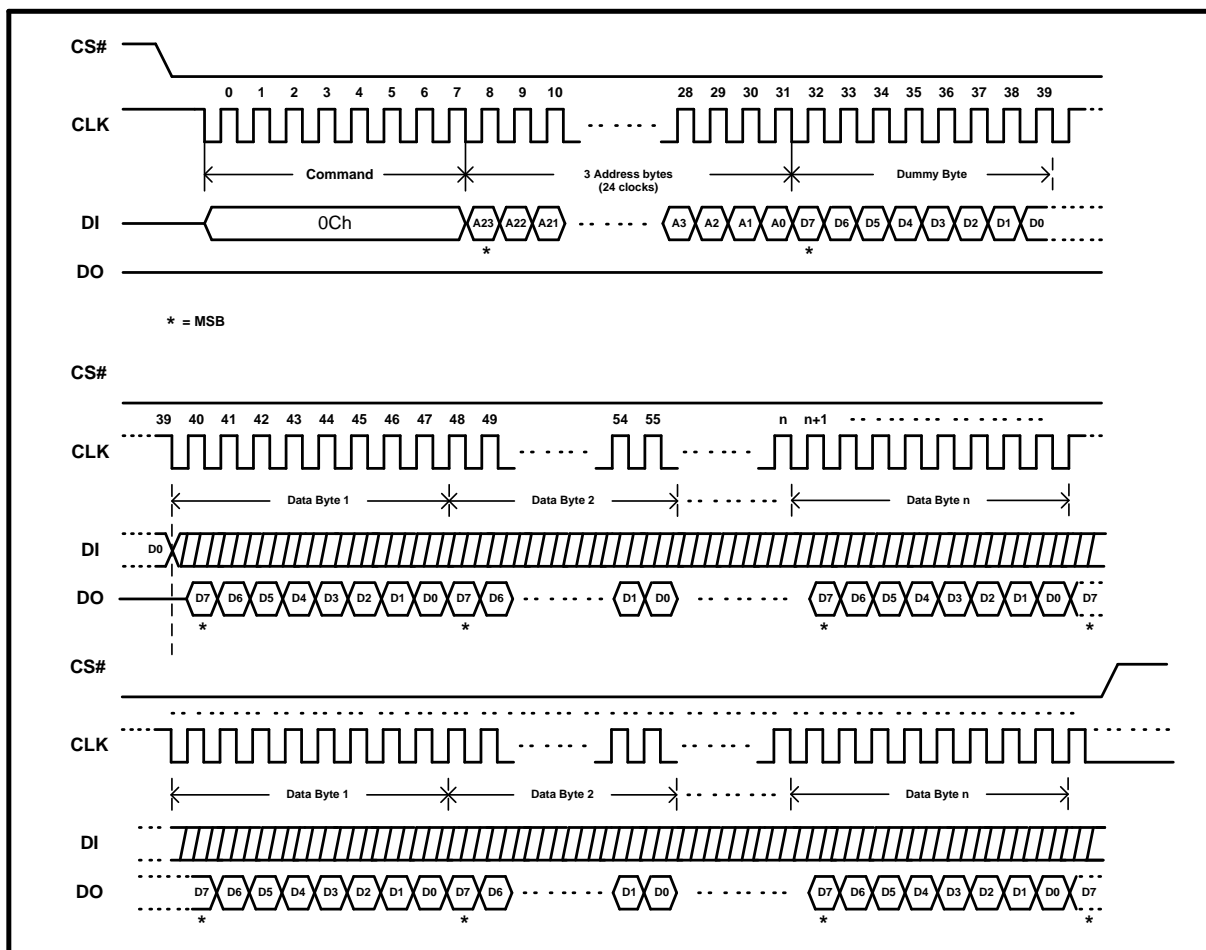 CS#
0 1 2 3 4 5 6 7 8 9 10 28 29 30 31 32 33 34 35 36 37 38 39
CLK
Command 3 Address bytes Dummy Byte
(24 clocks)
DI 0Ch A23 A22 A21 A3 A2 A1 A0 D7 D6 D5 D4 D3 D2 D1 D0
* *
DO
* = MSB
CS#
39 40 41 42 43 44 45 46 47 48 49 54 55 n n+1
CLK
Data Byte 1 Data Byte 2 Data Byte n
DI D0
DO D7 D6 D5 D4 D3 D2 D1 D0 D7 D6 D1 D0 D7 D6 D5 D4 D3 D2 D1 D0 D7
* * * *
CS#
CLK
Data Byte 1 Data Byte 2 Data Byte n
DI
DO D7 D6 D5 D4 D3 D2 D1 D0 D7 D6 D1 D0 D7 D6 D5 D4 D3 D2 D1 D0 D7
* * * *